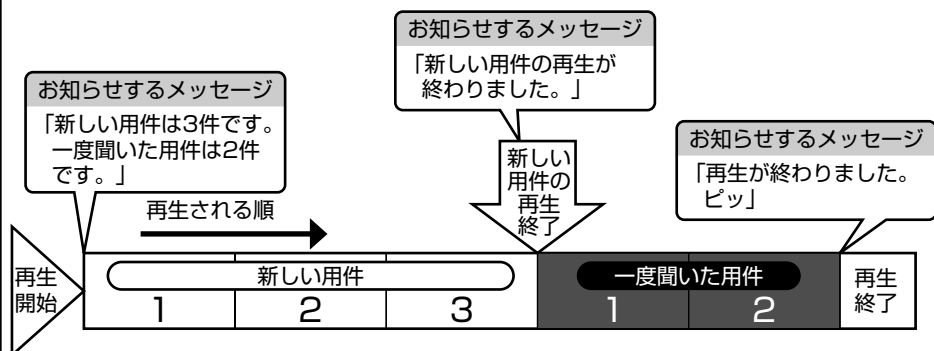 お知らせするメッセージ
「新しい用件は3件です。
一度聞いた用件は2件
です。」
お知らせするメッセージ
「新しい用件の再生が
終わりました。」
お知らせするメッセージ
「再生が終わりました。
ピッ」
再生される順
新しい
用件の
再生
終了
再生
開始
新しい用件
1 2 3
一度聞いた用件
1 2
再生
終了